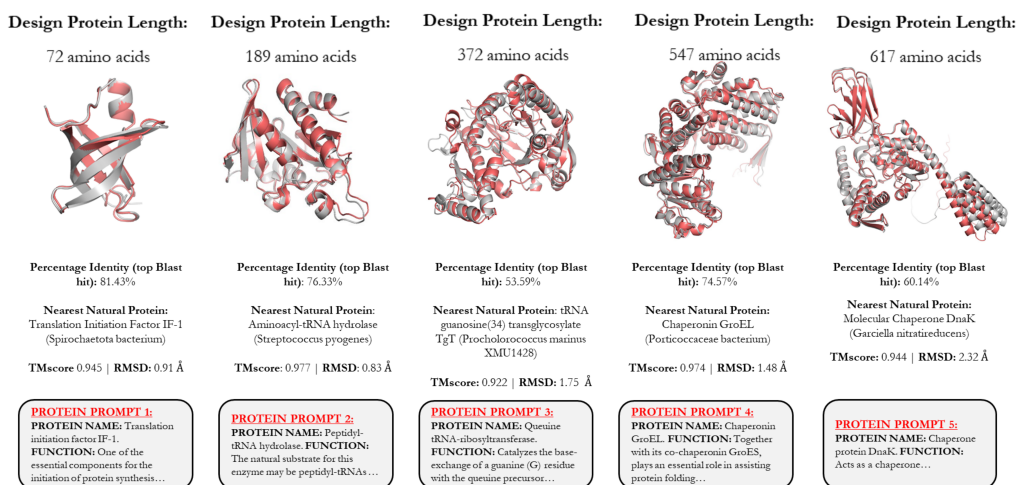 Design Protein Length:
72 amino acids
Percentage Identity (top Blast
hit): 81.43%
Nearest Natural Protein:
Translation Initiation Factor IF-1
(Spirochaetota bacterium)
TMscore 0.945 | RMSD: 0.91 Å
PROTEIN PROMPT 1:
PROTEIN NAME: Translation
initiation factor IF-1.
FUNCTION: One of the
essential components for the
initiation of protein synthesis…
Design Protein Length:
189 amino acids
Percentage Identity (top Blast
hit): 76.33%
Nearest Natural Protein:
Aminoacyl-tRNA hydrolase
(Streptococcus pyogenes)
TMscore: 0.977 | RMSD: 0.83 Å
PROTEIN PROMPT 2:
PROTEIN NAME: Peptidyl-
tRNA hydrolase. FUNCTION:
The natural substrate for this
enzyme may be peptidyl-tRNAs…
Design Protein Length:
372 amino acids
Percentage Identity (top Blast
hit): 53.59%
Nearest Natural Protein: tRNA
guanosine(34) transglycosylate
TgT (Procholorococus marinus
XMU1428)
TMscore: 0.922 | RMSD: 1.75 Å
PROTEIN PROMPT 3:
PROTEIN NAME: Queuine
tRNA-ribosyltransferase.
FUNCTION: Catalyzes the base-
exchange of a guanine (G) residue
with the queuine precursor…
Design Protein Length:
547 amino acids
Percentage Identity (top Blast
hit): 74.57%
Nearest Natural Protein:
Chaperonin GroEL
(Porticoccaceae bacterium)
TMscore: 0.974 | RMSD: 1.48 Å
PROTEIN PROMPT 4:
PROTEIN NAME: Chaperonin
GroEL. FUNCTION: Together
with its co-chaperonin GroES,
plays an essential role in assisting
protein folding…
Design Protein Length:
617 amino acids
Percentage Identity (top Blast
hit): 60.14%
Nearest Natural Protein:
Molecular Chaperone DnaK
(Garciella nitratireducens)
TMscore: 0.944 | RMSD: 2.32 Å
PROTEIN PROMPT 5:
PROTEIN NAME: Chaperone
protein DnaK. FUNCTION:
Acts as a chaperone…